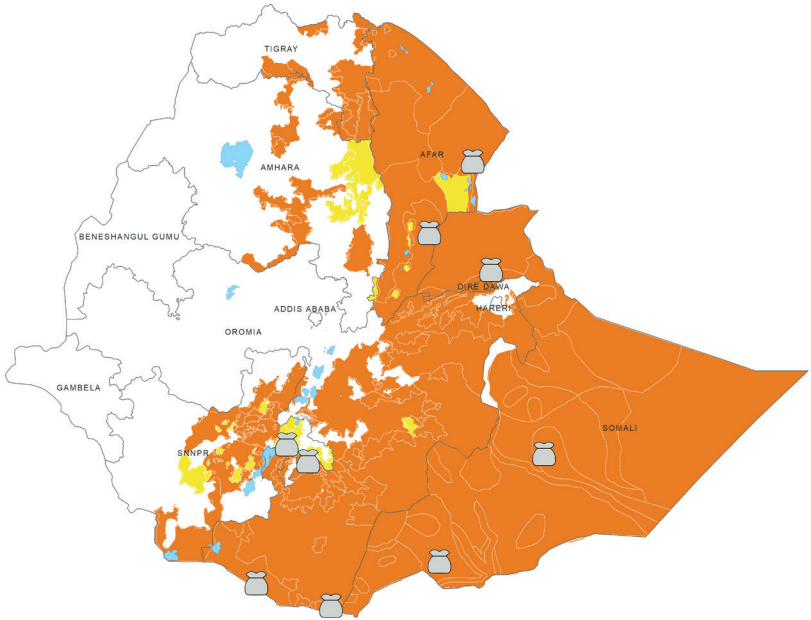 TIGRAY
AFAR
AMHARA
BENESHANGUL GUMU
DIRE DAWA
HARERI
ADDIS ABABA
OROMIA
GAMBELA
SOMALI
SNNPR